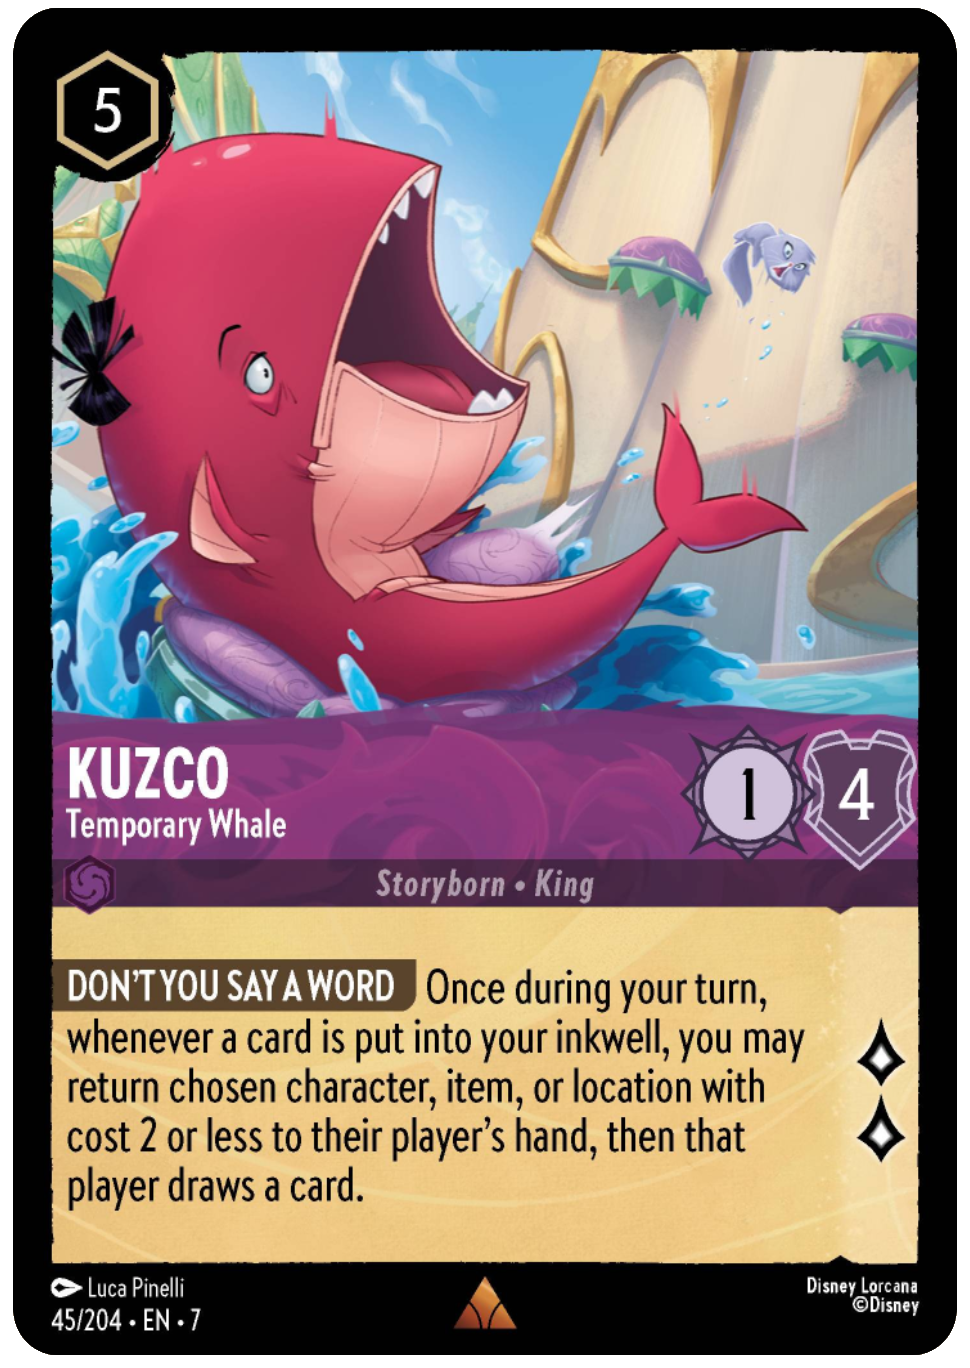 5
KUZCO
Temporary Whale
1
4
Storyborn • King
DON'T YOU SAY A WORD Once during your turn,
whenever a card is put into your inkwell, you may
return chosen character, item, or location with
cost 2 or less to their player's hand, then that
player draws a card.
Luca Pinelli
45/204 • EN • 7
Disney Lorcana
©Disney